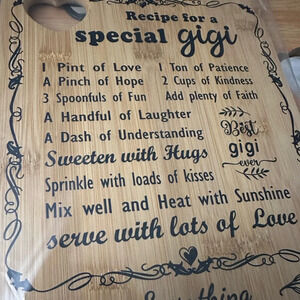 Recipe for a
special gigi
1 Pint of Love 1 Ton of Patience
A Pinch of Hope 2 Cups of Kindness
3 Spoonfuls of Fun Add plenty of Faith
A Handful of Laughter
A Dash of Understanding
Best
gigi
ever
Sweeten with Hugs
Sprinkle with loads of kisses
Mix well and Heat with Sunshine
serve with lots of Love